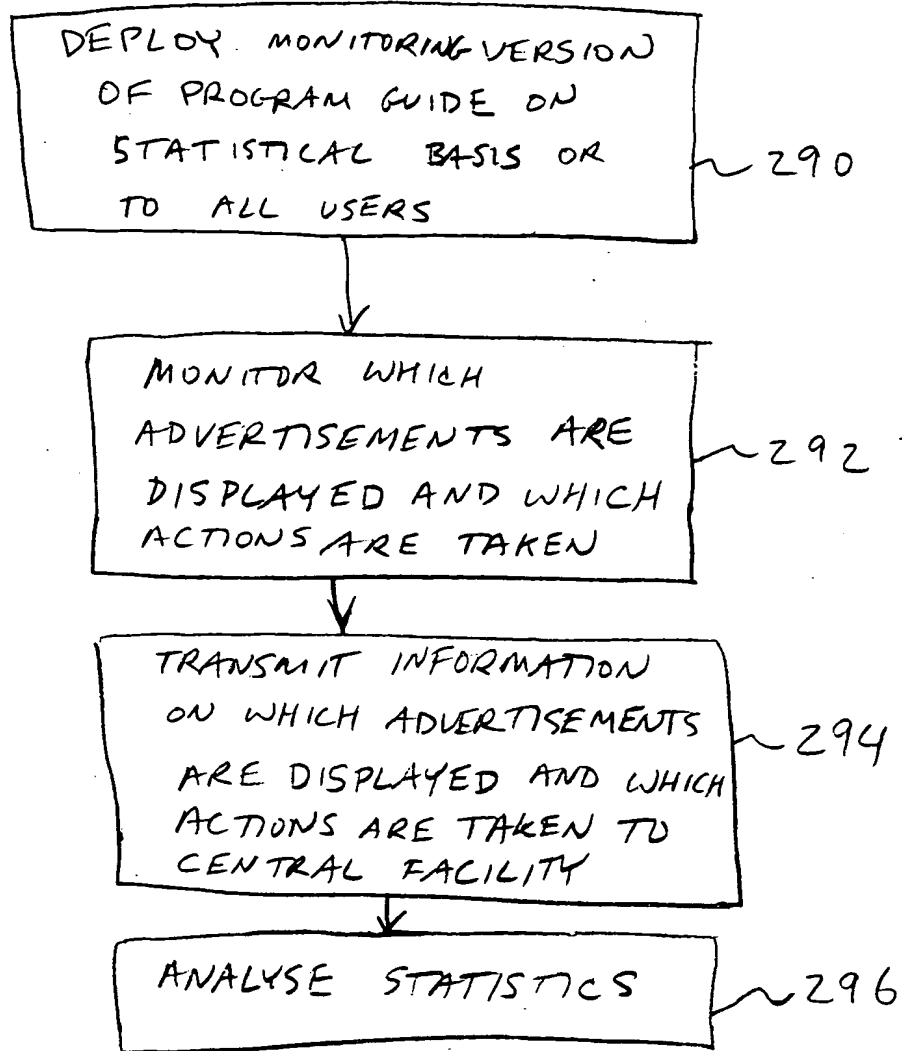 DEPLOY MONITORING VERSION
OF PROGRAM GUIDE ON
STATISTICAL BASIS OR
TO ALL USERS
290
MONITOR WHICH
ADVERTISEMENTS ARE
DISPLAYED AND WHICH
ACTIONS ARE TAKEN
292
TRANSMIT INFORMATION
ON WHICH ADVERTISEMENTS
ARE DISPLAYED AND WHICH
ACTIONS ARE TAKEN TO
CENTRAL FACILITY
294
ANALYSE STATISTICS
296